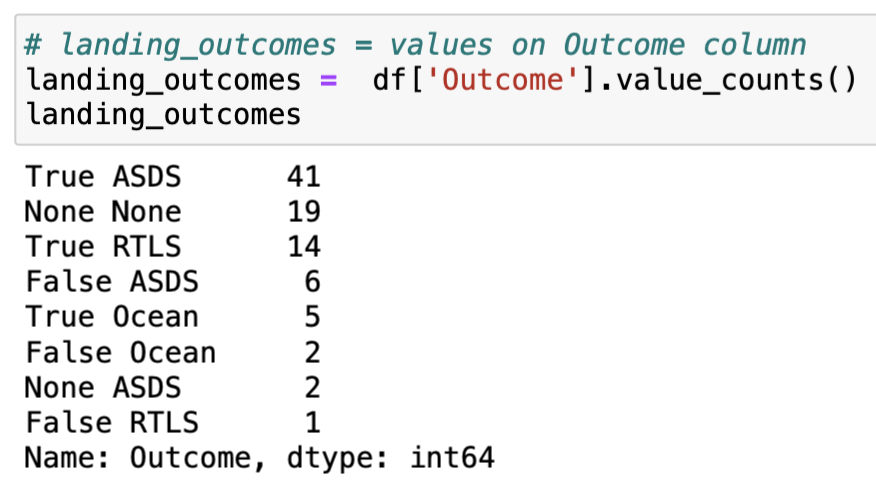 # landing_outcomes = values on Outcome column
landing_outcomes =  df['Outcome'].value_counts()
landing_outcomes
True ASDS      41
None None      19
True RTLS      14
False ASDS      6
True Ocean      5
False Ocean     2
None ASDS       2
False RTLS      1
Name: Outcome, dtype: int64